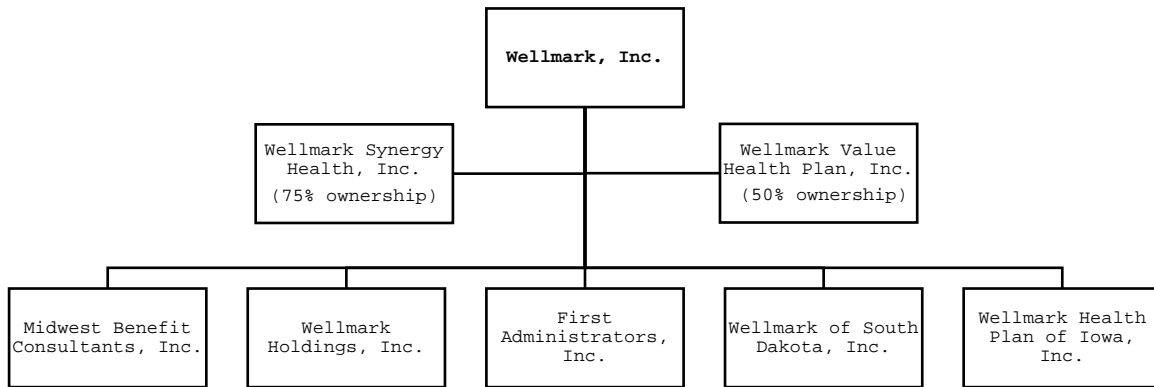 Wellmark, Inc.
Wellmark Synergy
Health, Inc.
(75% ownership)
Wellmark Value
Health Plan, Inc.
(50% ownership)
Midwest Benefit
Consultants, Inc.
Wellmark
Holdings, Inc.
First
Administrators,
Inc.
Wellmark of South
Dakota, Inc.
Wellmark Health
Plan of Iowa,
Inc.